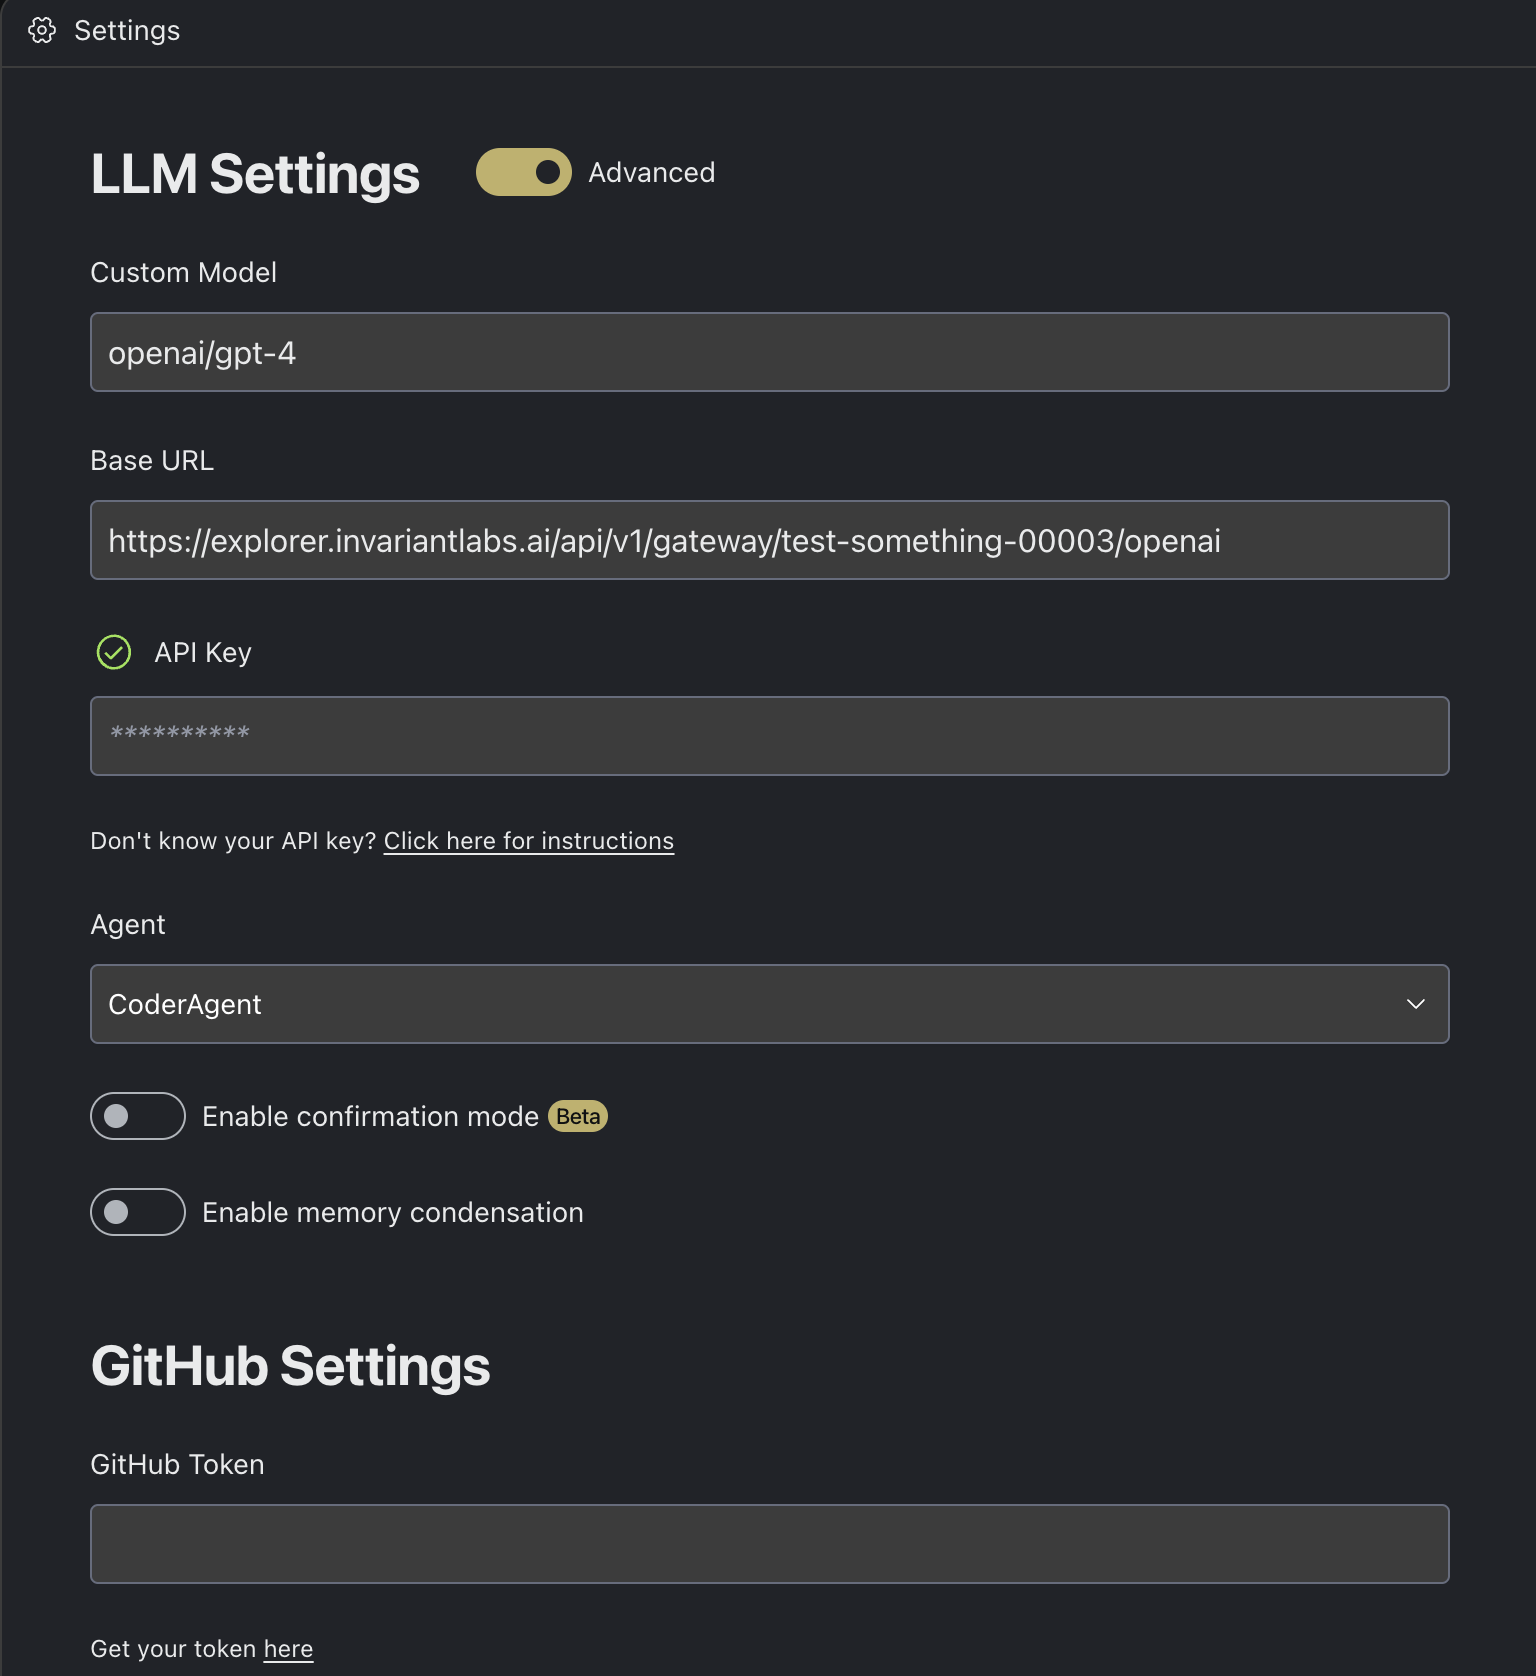 Settings
LLM Settings
Advanced
Custom Model
openai/gpt-4
Base URL
https://explorer.invariantlabs.ai/api/v1/gateway/test-something-00003/openai
API Key
**********
Don't know your API key? Click here for instructions
Agent
CoderAgent
Enable confirmation mode Beta
Enable memory condensation
GitHub Settings
GitHub Token
Get your token here